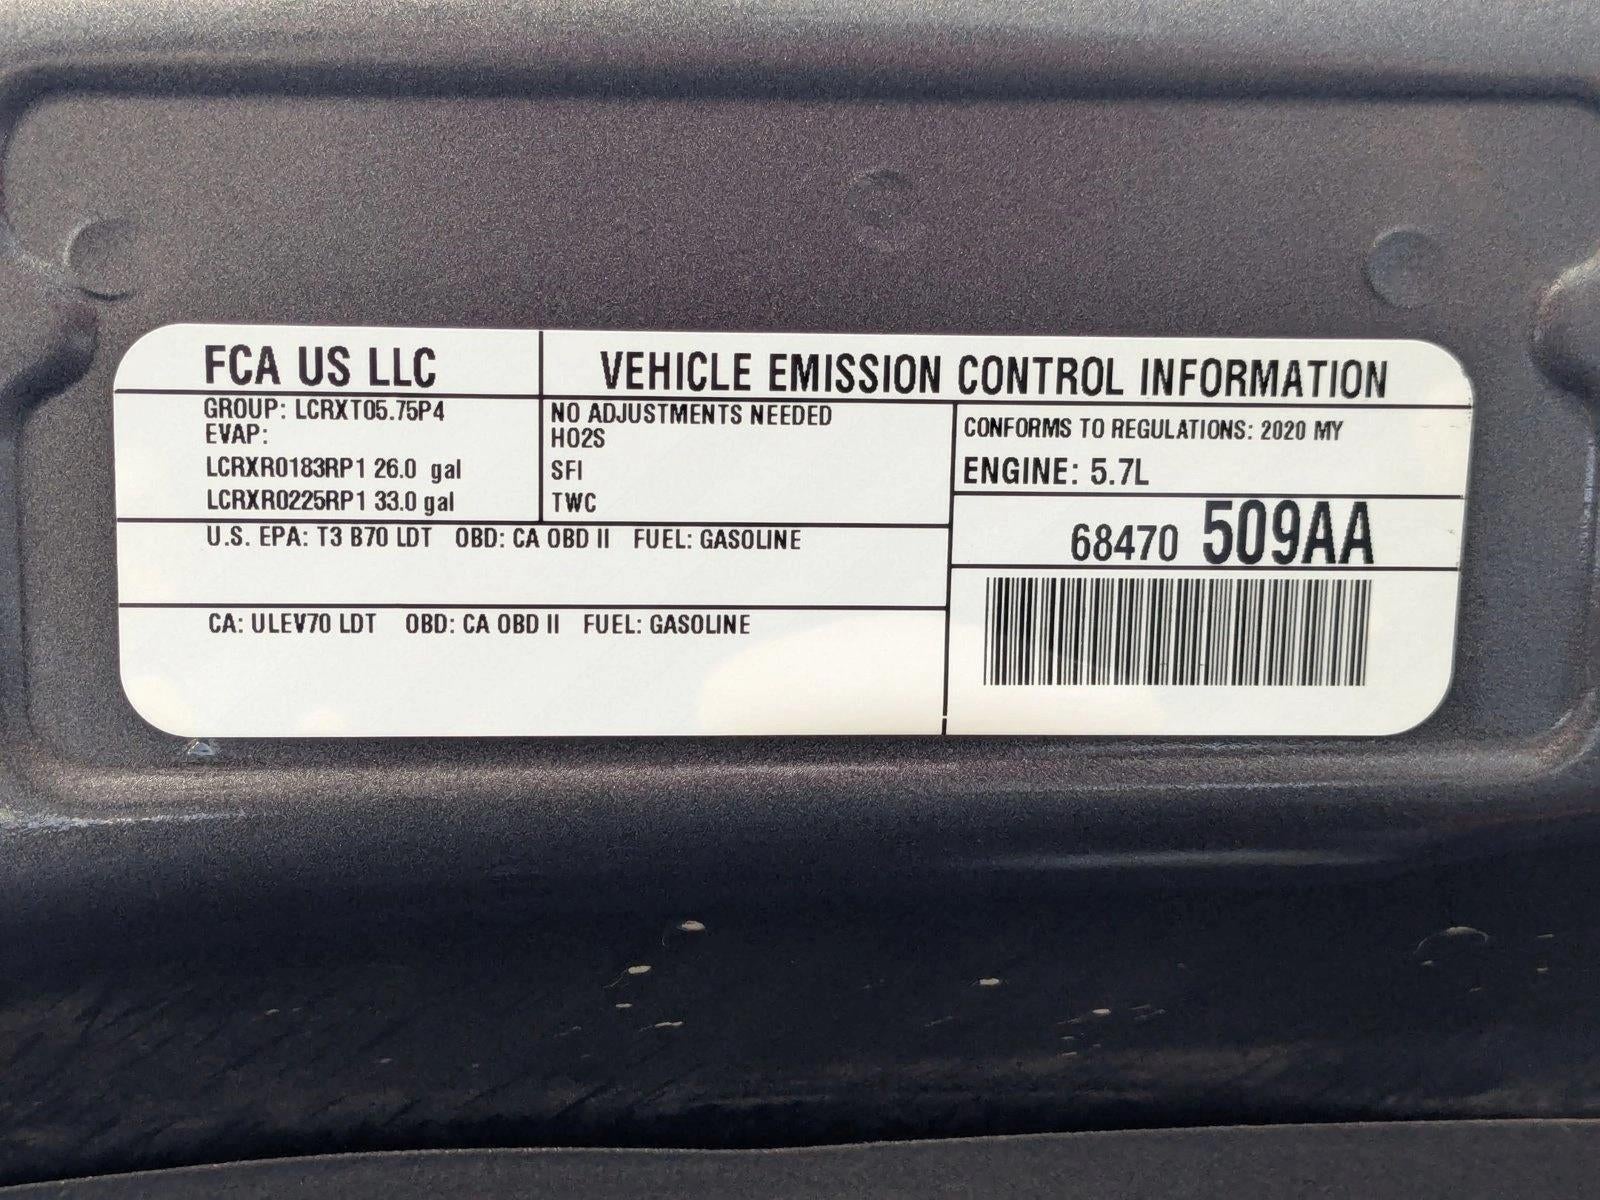 FCA US LLC
VEHICLE EMISSION CONTROL INFORMATION
GROUP: LCRXT05.75P4
EVAP:
LCRXR0183RP1 26.0 gal
LCRXR0225RP1 33.0 gal
NO ADJUSTMENTS NEEDED
HO2S
SFI
TWC
CONFORMS TO REGULATIONS: 2020 MY
ENGINE: 5.7L
68470 509AA
U.S. EPA: T3 B70 LDT OBD: CA OBD II FUEL: GASOLINE
CA: ULEV70 LDT OBD: CA OBD II FUEL: GASOLINE